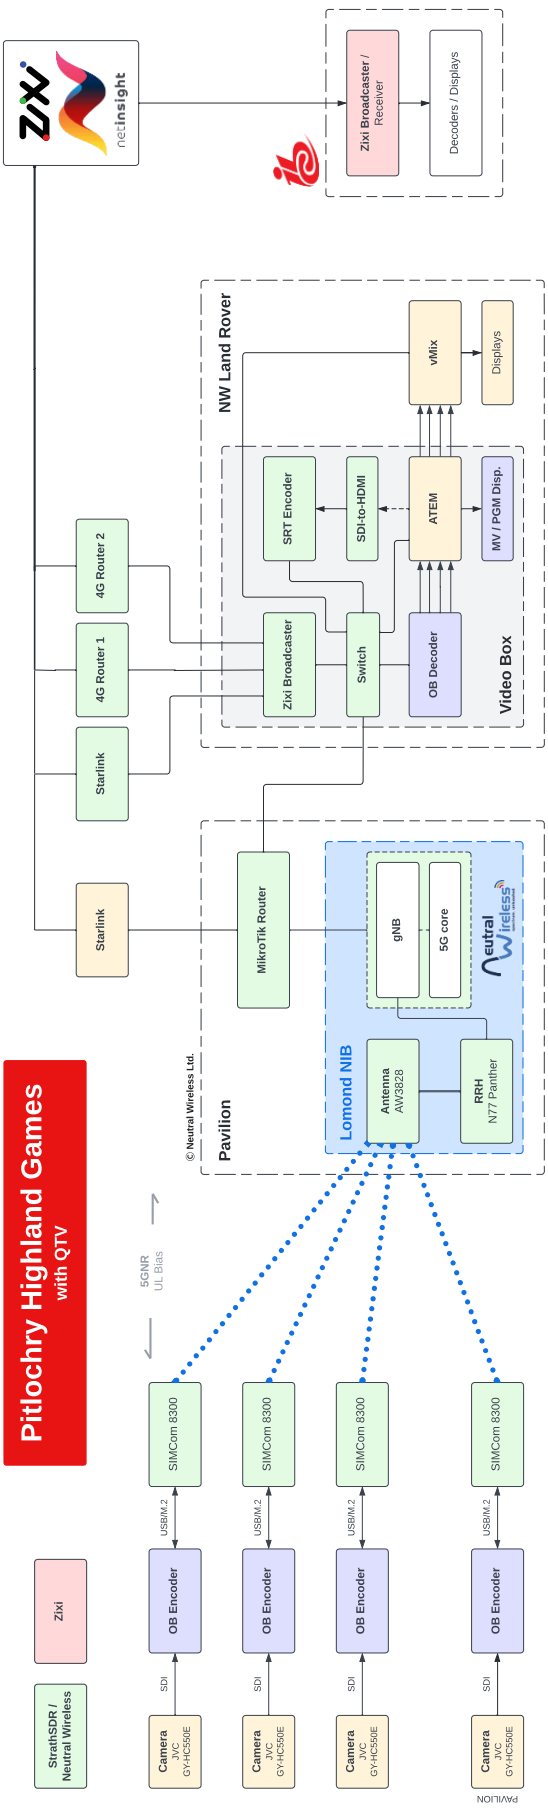 StrathSDR /
Neutral Wireless
Zixi
Pitlochry Highland Games
with QTV
Camera
JVC
GY-HC550E
SDI
OB Encoder
USB/M.2
SIMCom 8300
Camera
JVC
GY-HC550E
SDI
OB Encoder
USB/M.2
SIMCom 8300
Camera
JVC
GY-HC550E
SDI
OB Encoder
USB/M.2
SIMCom 8300
PAVILION
Camera
JVC
GY-HC550E
SDI
OB Encoder
USB/M.2
SIMCom 8300
5GNR
UL Bias
© Neutral Wireless Ltd.
Pavilion
Lomond NIB
Antenna
AW3828
RRH
N77 Panther
gNB
5G core
Neutral
Wireless
MikroTik Router
Starlink
Starlink
4G Router 1
4G Router 2
NW Land Rover
Video Box
Zixi Broadcaster
Switch
OB Decoder
SRT Encoder
SDI-to-HDMI
ATEM
MV / PGM Disp.
vMix
Displays
Zixi
netinsight
ibc
Zixi Broadcaster /
Receiver
Decoders / Displays